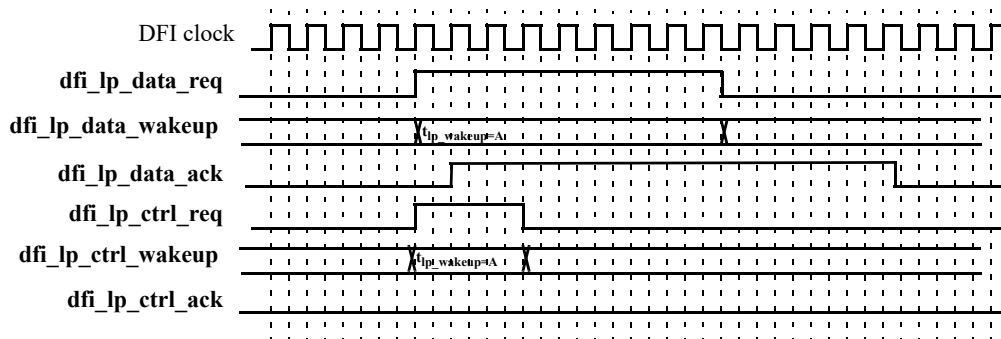 DFI clock
dfi_lp_data_req
dfi_lp_data_wakeup
tlp_wakeup=A
dfi_lp_data_ack
dfi_lp_ctrl_req
dfi_lp_ctrl_wakeup
tlp_wakeup=A
dfi_lp_ctrl_ack